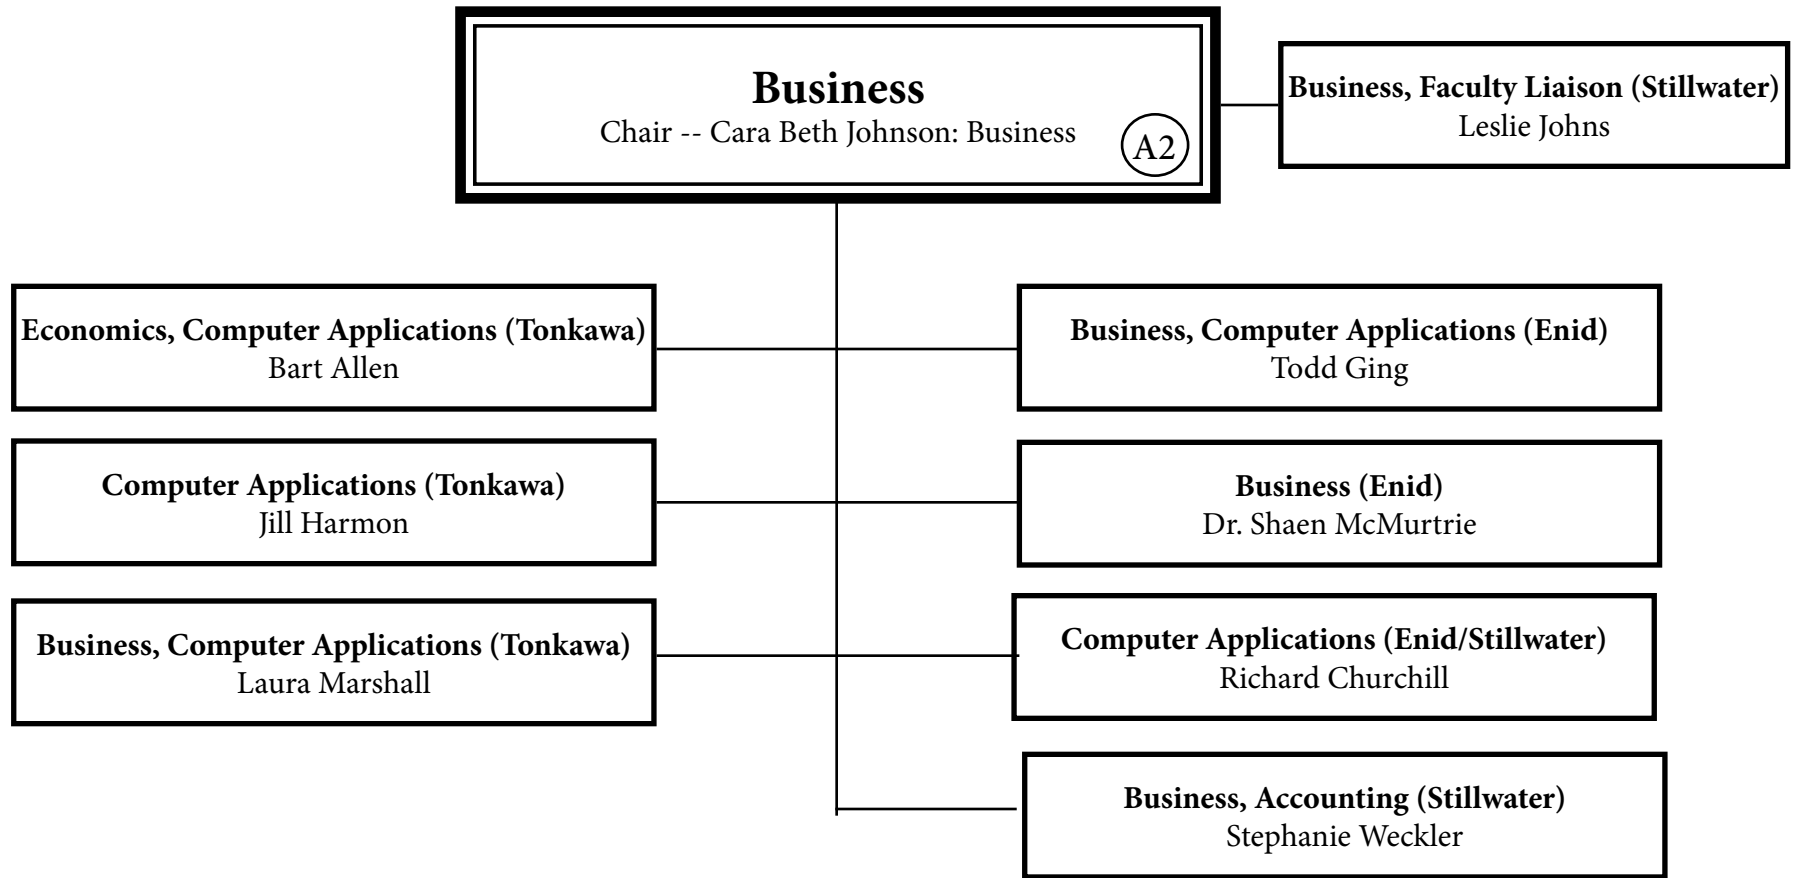 Business
Chair -- Cara Beth Johnson: Business
A2
Business, Faculty Liaison (Stillwater)
Leslie Johns
Economics, Computer Applications (Tonkawa)
Bart Allen
Business, Computer Applications (Enid)
Todd Ging
Computer Applications (Tonkawa)
Jill Harmon
Business (Enid)
Dr. Shaen McMurtrie
Business, Computer Applications (Tonkawa)
Laura Marshall
Computer Applications (Enid/Stillwater)
Richard Churchill
Business, Accounting (Stillwater)
Stephanie Weckler